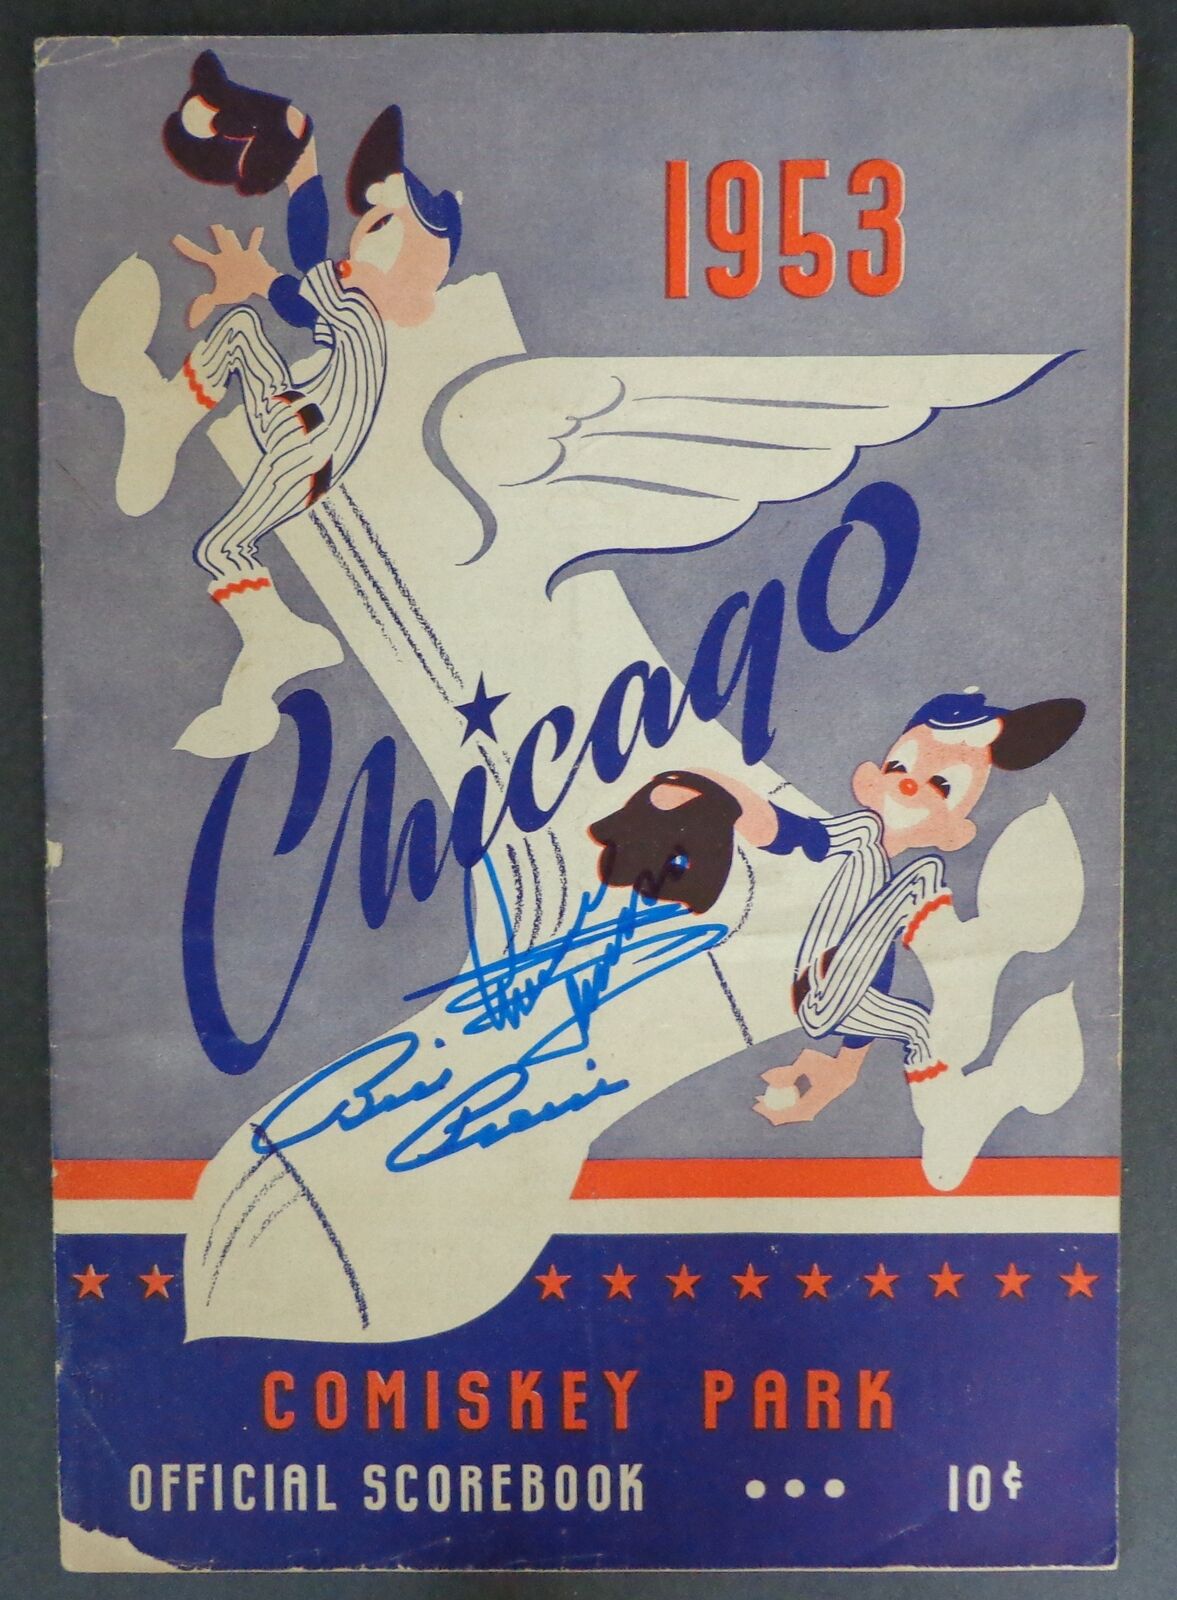 1953
Chicago
COMISKEY PARK
OFFICIAL SCOREBOOK ••• 10¢